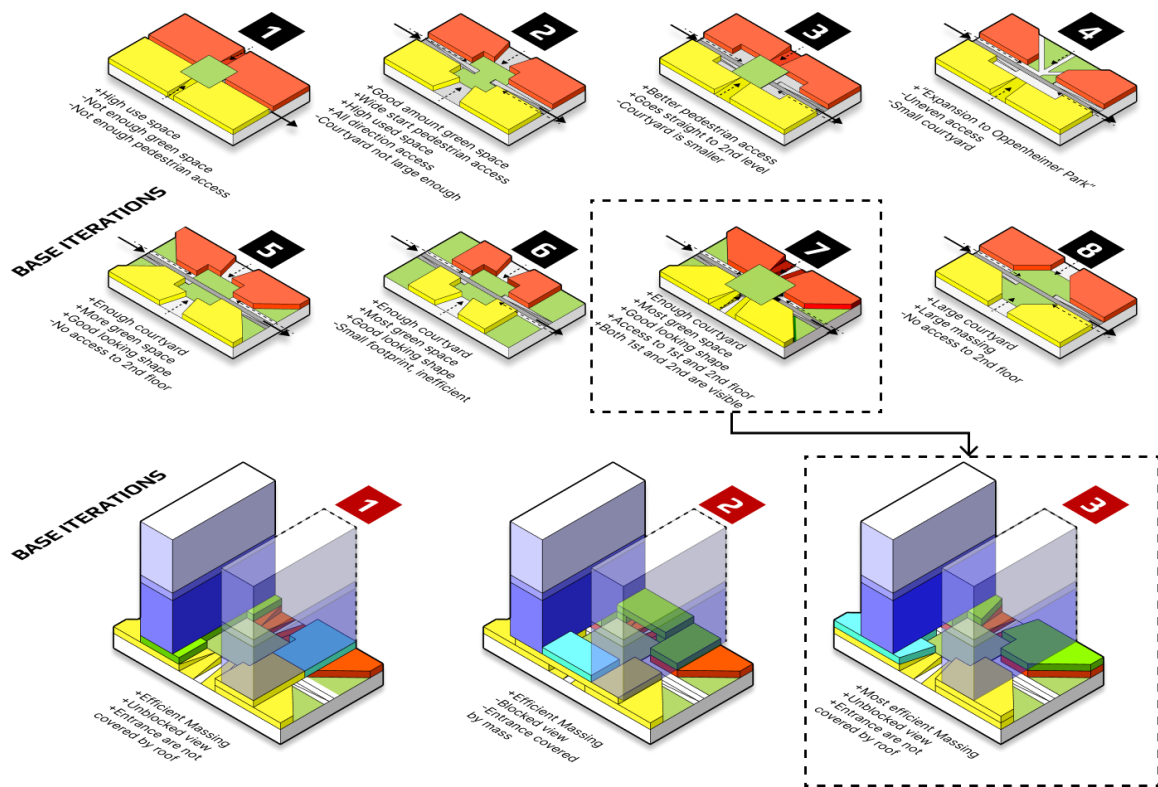 1
+High use space
-Not enough green space
-Not enough pedestrian access
2
+Good amount green space
+Wide start pedestrian access
+High used space
+All direction access
-Courtyard not large enough
3
+Better pedestrian access
+Goes straight to 2nd level
-Courtyard is smaller
4
+"Expansion to Oppenheimer Park"
-Uneven access
-Small courtyard
BASE ITERATIONS
5
+Enough courtyard
+More green space
+Good looking shape
-No access to 2nd floor
6
+Enough courtyard
+Most green space
+Good looking shape
-Small footprint, inefficient
7
+Enough courtyard
+Most green space
+Good looking shape
+Access to 1st and 2nd floor
+Both 1st and 2nd are visible
8
+Large courtyard
+Large massing
-No access to 2nd floor
BASE ITERATIONS
1
+Efficient Massing
+Unblocked view
+Entrance are not
covered by roof
2
+Efficient Massing
-Blocked view
-Entrance covered
by mass
3
+Most efficient Massing
+Unblocked view
+Entrance are not
covered by roof